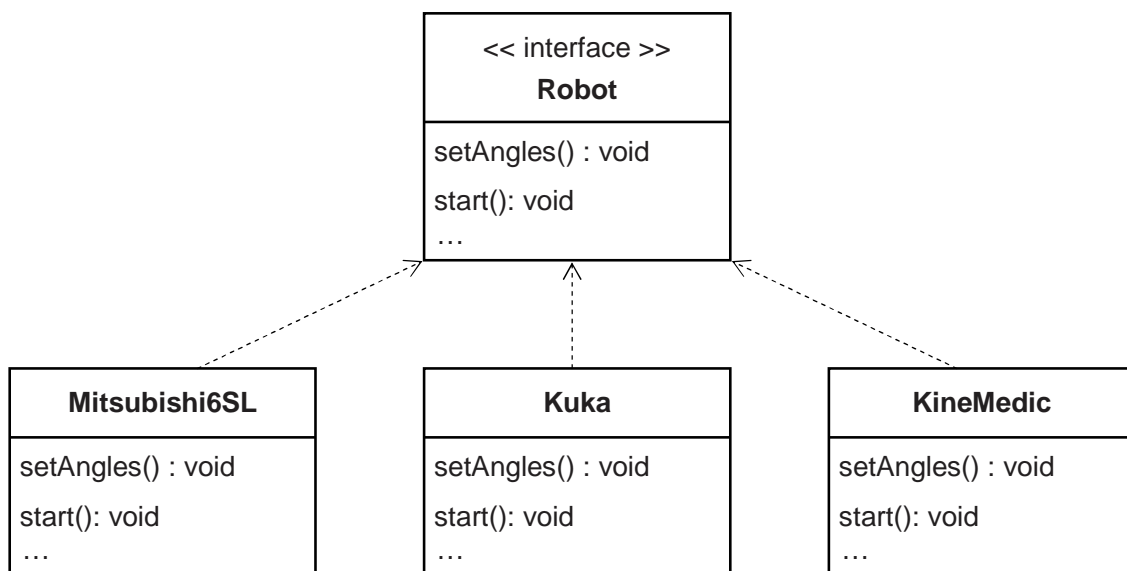 << interface >>
Robot
setAngles() : void
start(): void
…
Mitsubishi6SL
setAngles() : void
start(): void
…
Kuka
setAngles() : void
start(): void
…
KineMedic
setAngles() : void
start(): void
…